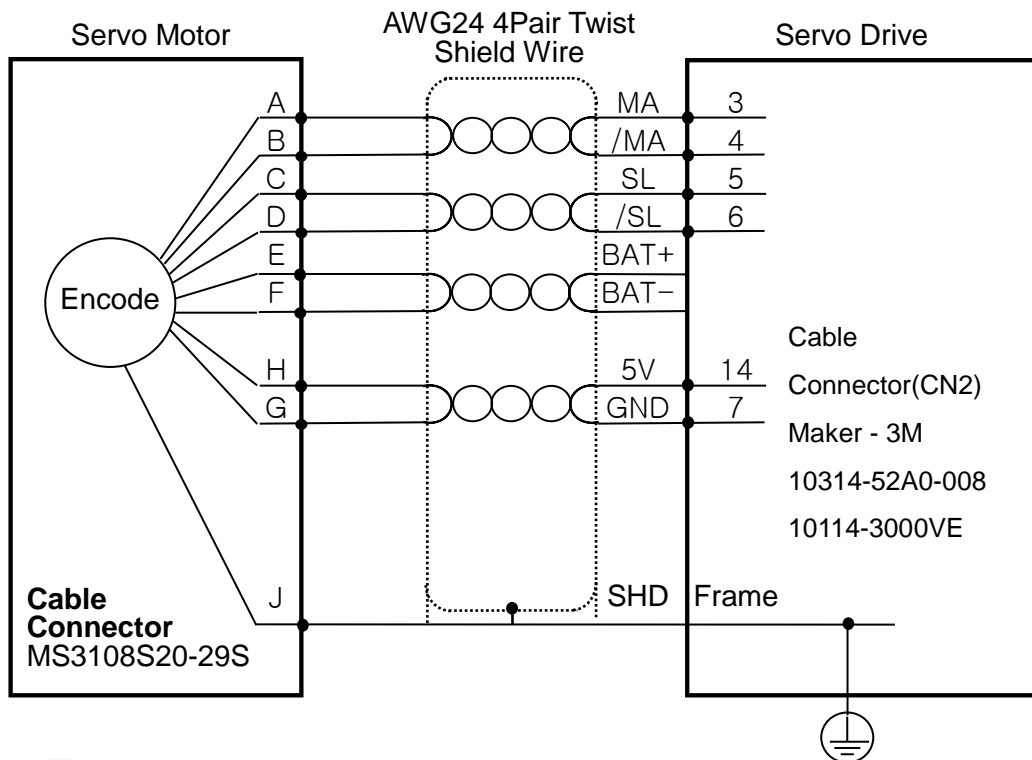 Servo Motor
AWG24 4Pair Twist
Shield Wire
Servo Drive
A
MA
3
B
/MA
4
C
SL
5
D
/SL
6
E
BAT+
F
BAT-
Encode
H
5V
14
G
GND
7
Cable
Connector(CN2)
Maker - 3M
10314-52A0-008
10114-3000VE
J
SHD
Frame
Cable
Connector
MS3108S20-29S